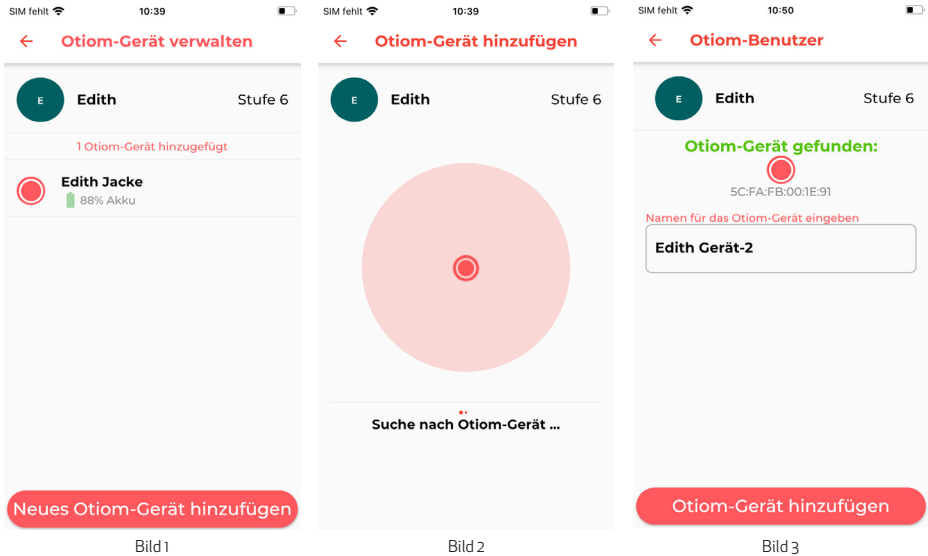 SIM fehlt 10:39
← Otiom-Gerät verwalten
E Edith Stufe 6
1 Otiom-Gerät hinzugefügt
Edith Jacke
88% Akku
Neues Otiom-Gerät hinzufügen
Bild 1
SIM fehlt 10:39
← Otiom-Gerät hinzufügen
E Edith Stufe 6
Suche nach Otiom-Gerät ...
Bild 2
SIM fehlt 10:50
← Otiom-Benutzer
E Edith Stufe 6
Otiom-Gerät gefunden:
5C:FA:FB:00:1E:91
Namen für das Otiom-Gerät eingeben
Edith Gerät-2
Otiom-Gerät hinzufügen
Bild 3